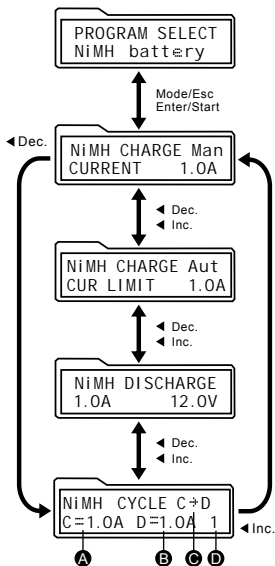 PROGRAM SELECT
NiMH battery
Mode/Esc
Enter/Start
◄ Dec.
NiMH CHARGE Man
CURRENT 1.0A
◄ Dec.
◄ Inc.
NiMH CHARGE Aut
CUR LIMIT 1.0A
◄ Dec.
◄ Inc.
NiMH DISCHARGE
1.0A 12.0V
◄ Dec.
◄ Inc.
NiMH CYCLE C→D
C=1.0A D=1.0A 1
◄ Inc.
A B C D